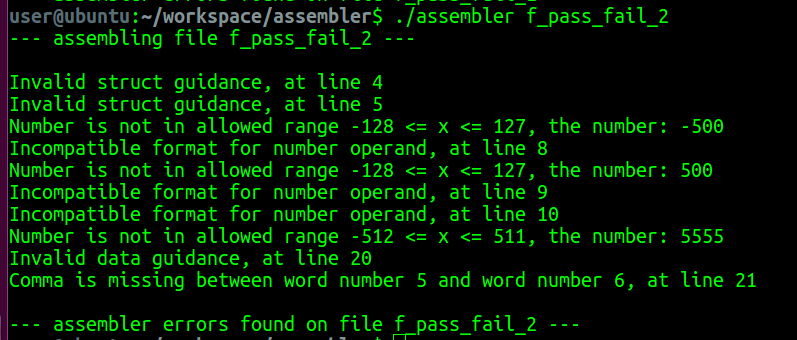 user@ubuntu:~/workspace/assembler$ ./assembler f_pass_fail_2
--- assembling file f_pass_fail_2 ---
Invalid struct guidance, at line 4
Invalid struct guidance, at line 5
Number is not in allowed range -128 <= x <= 127, the number: -500
Incompatible format for number operand, at line 8
Number is not in allowed range -128 <= x <= 127, the number: 500
Incompatible format for number operand, at line 9
Incompatible format for number operand, at line 10
Number is not in allowed range -512 <= x <= 511, the number: 5555
Invalid data guidance, at line 20
Comma is missing between word number 5 and word number 6, at line 21
--- assembler errors found on file f_pass_fail_2 ---